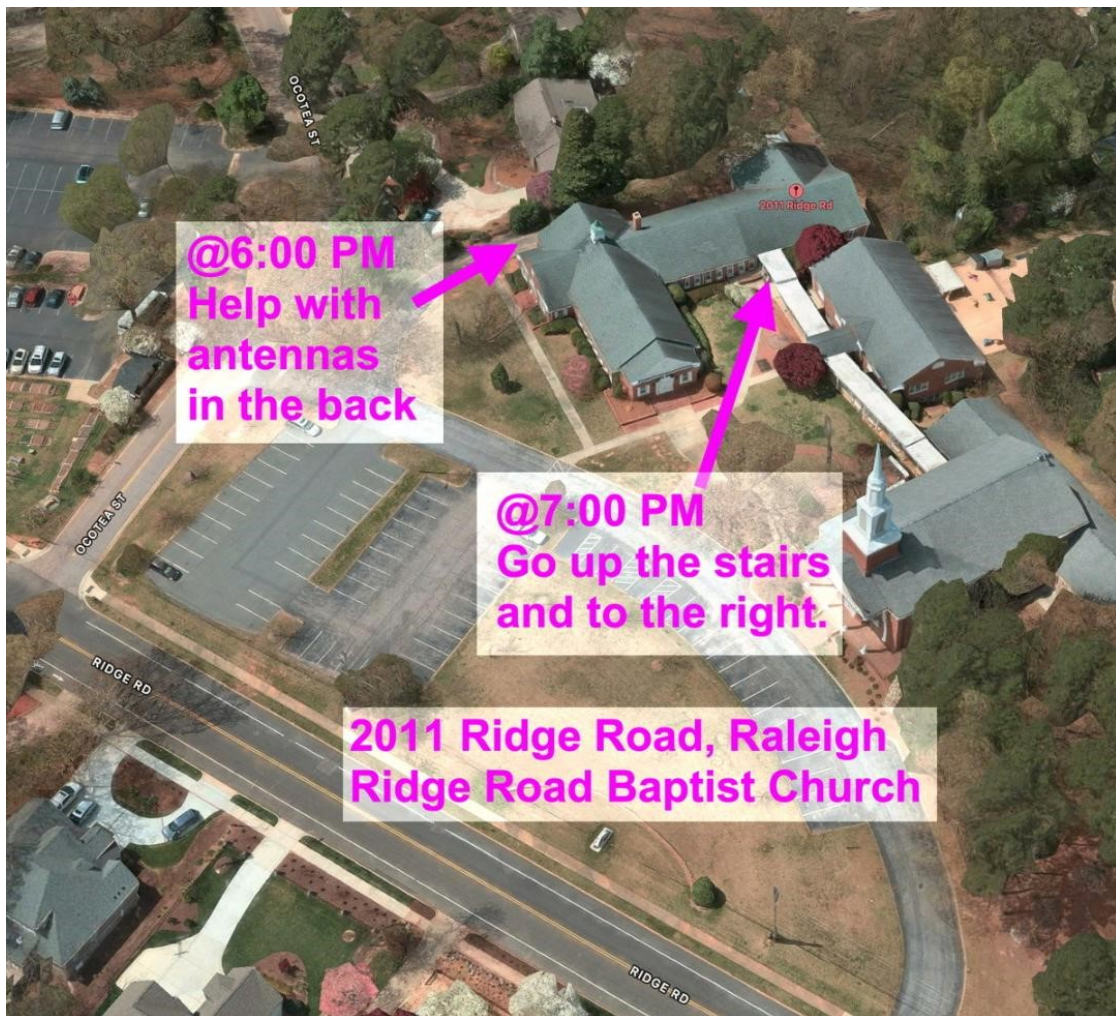 OCOTEA ST
2011 Ridge Rd
@6:00 PM
Help with
antennas
in the back
@7:00 PM
Go up the stairs
and to the right.
OCOTEA ST
RIDGE RD
2011 Ridge Road, Raleigh
Ridge Road Baptist Church
RIDGE RD